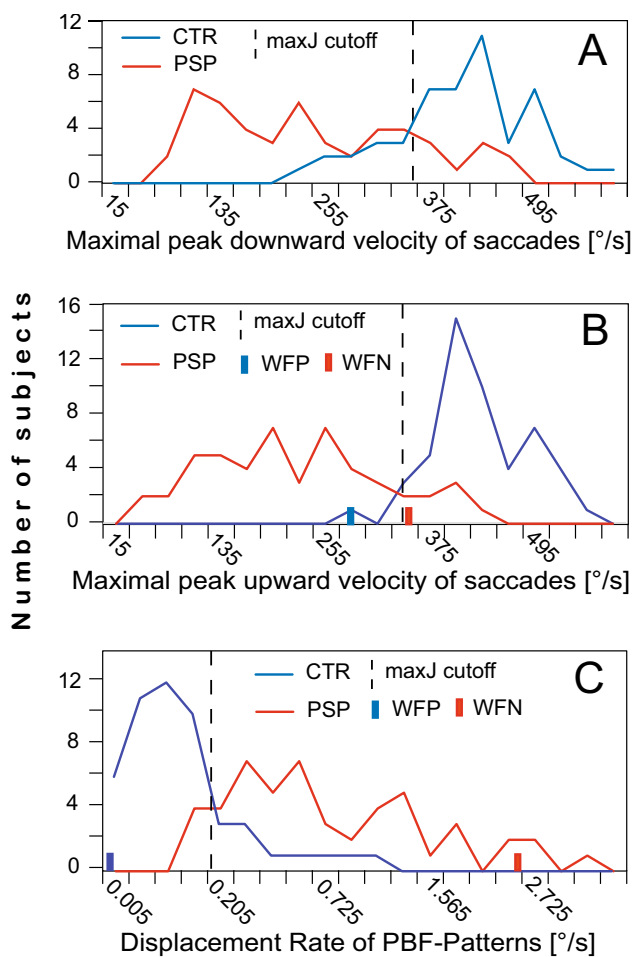 Number of subjects
12
8
4
0
CTR
PSP
maxJ cutoff
A
15
135
255
375
495
Maximal peak downward velocity of saccades [°/s]
16
12
8
4
0
CTR
maxJ cutoff
PSP
WFP
WFN
B
15
135
255
375
495
Maximal peak upward velocity of saccades [°/s]
12
8
4
0
CTR
maxJ cutoff
PSP
WFP
WFN
C
0.005
0.205
0.725
1.565
2.725
Displacement Rate of PBF-Patterns [°/s]